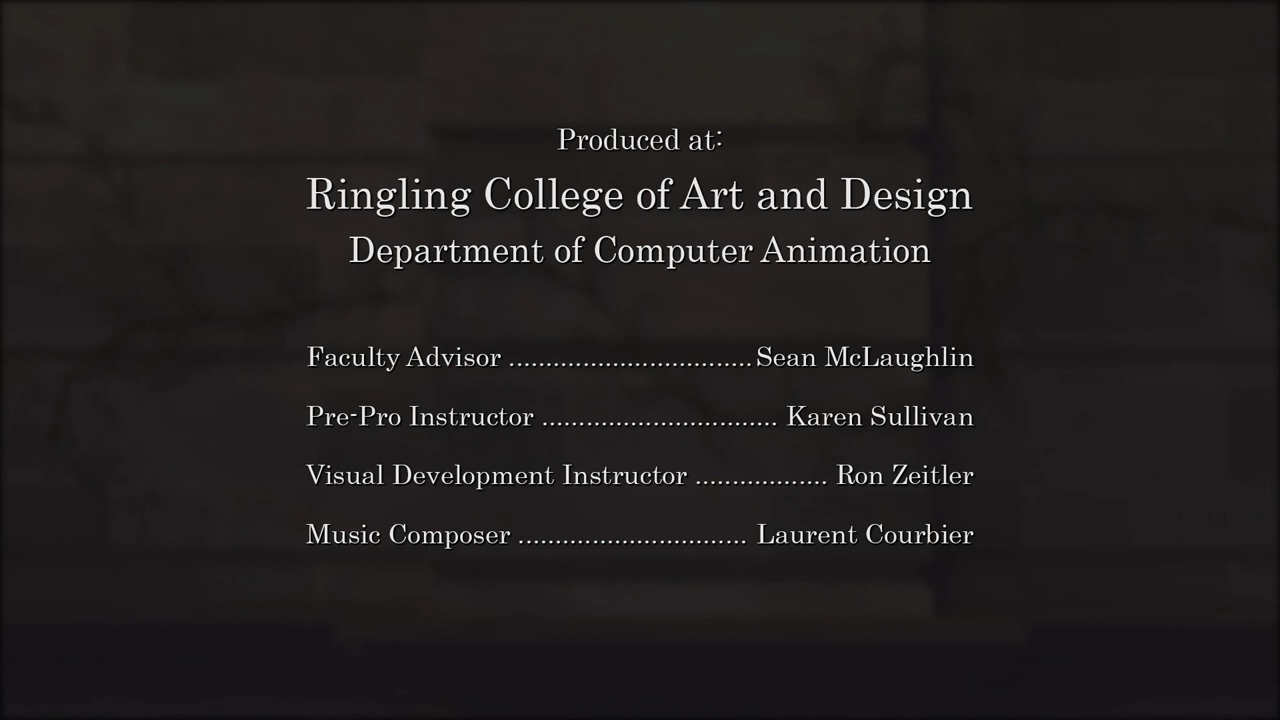 Produced at:
Ringling College of Art and Design
Department of Computer Animation
Faculty Advisor ................................. Sean McLaughlin
Pre-Pro Instructor ................................ Karen Sullivan
Visual Development Instructor .................. Ron Zeitler
Music Composer ............................... Laurent Courbier